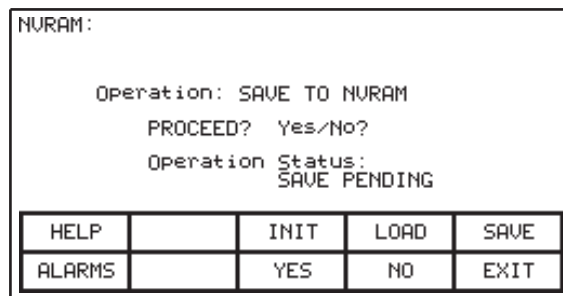 NVRAM:
Operation: SAVE TO NVRAM
PROCEED? Yes/No?
Operation Status:
SAVE PENDING
HELP INIT LOAD SAVE
ALARMS YES NO EXIT